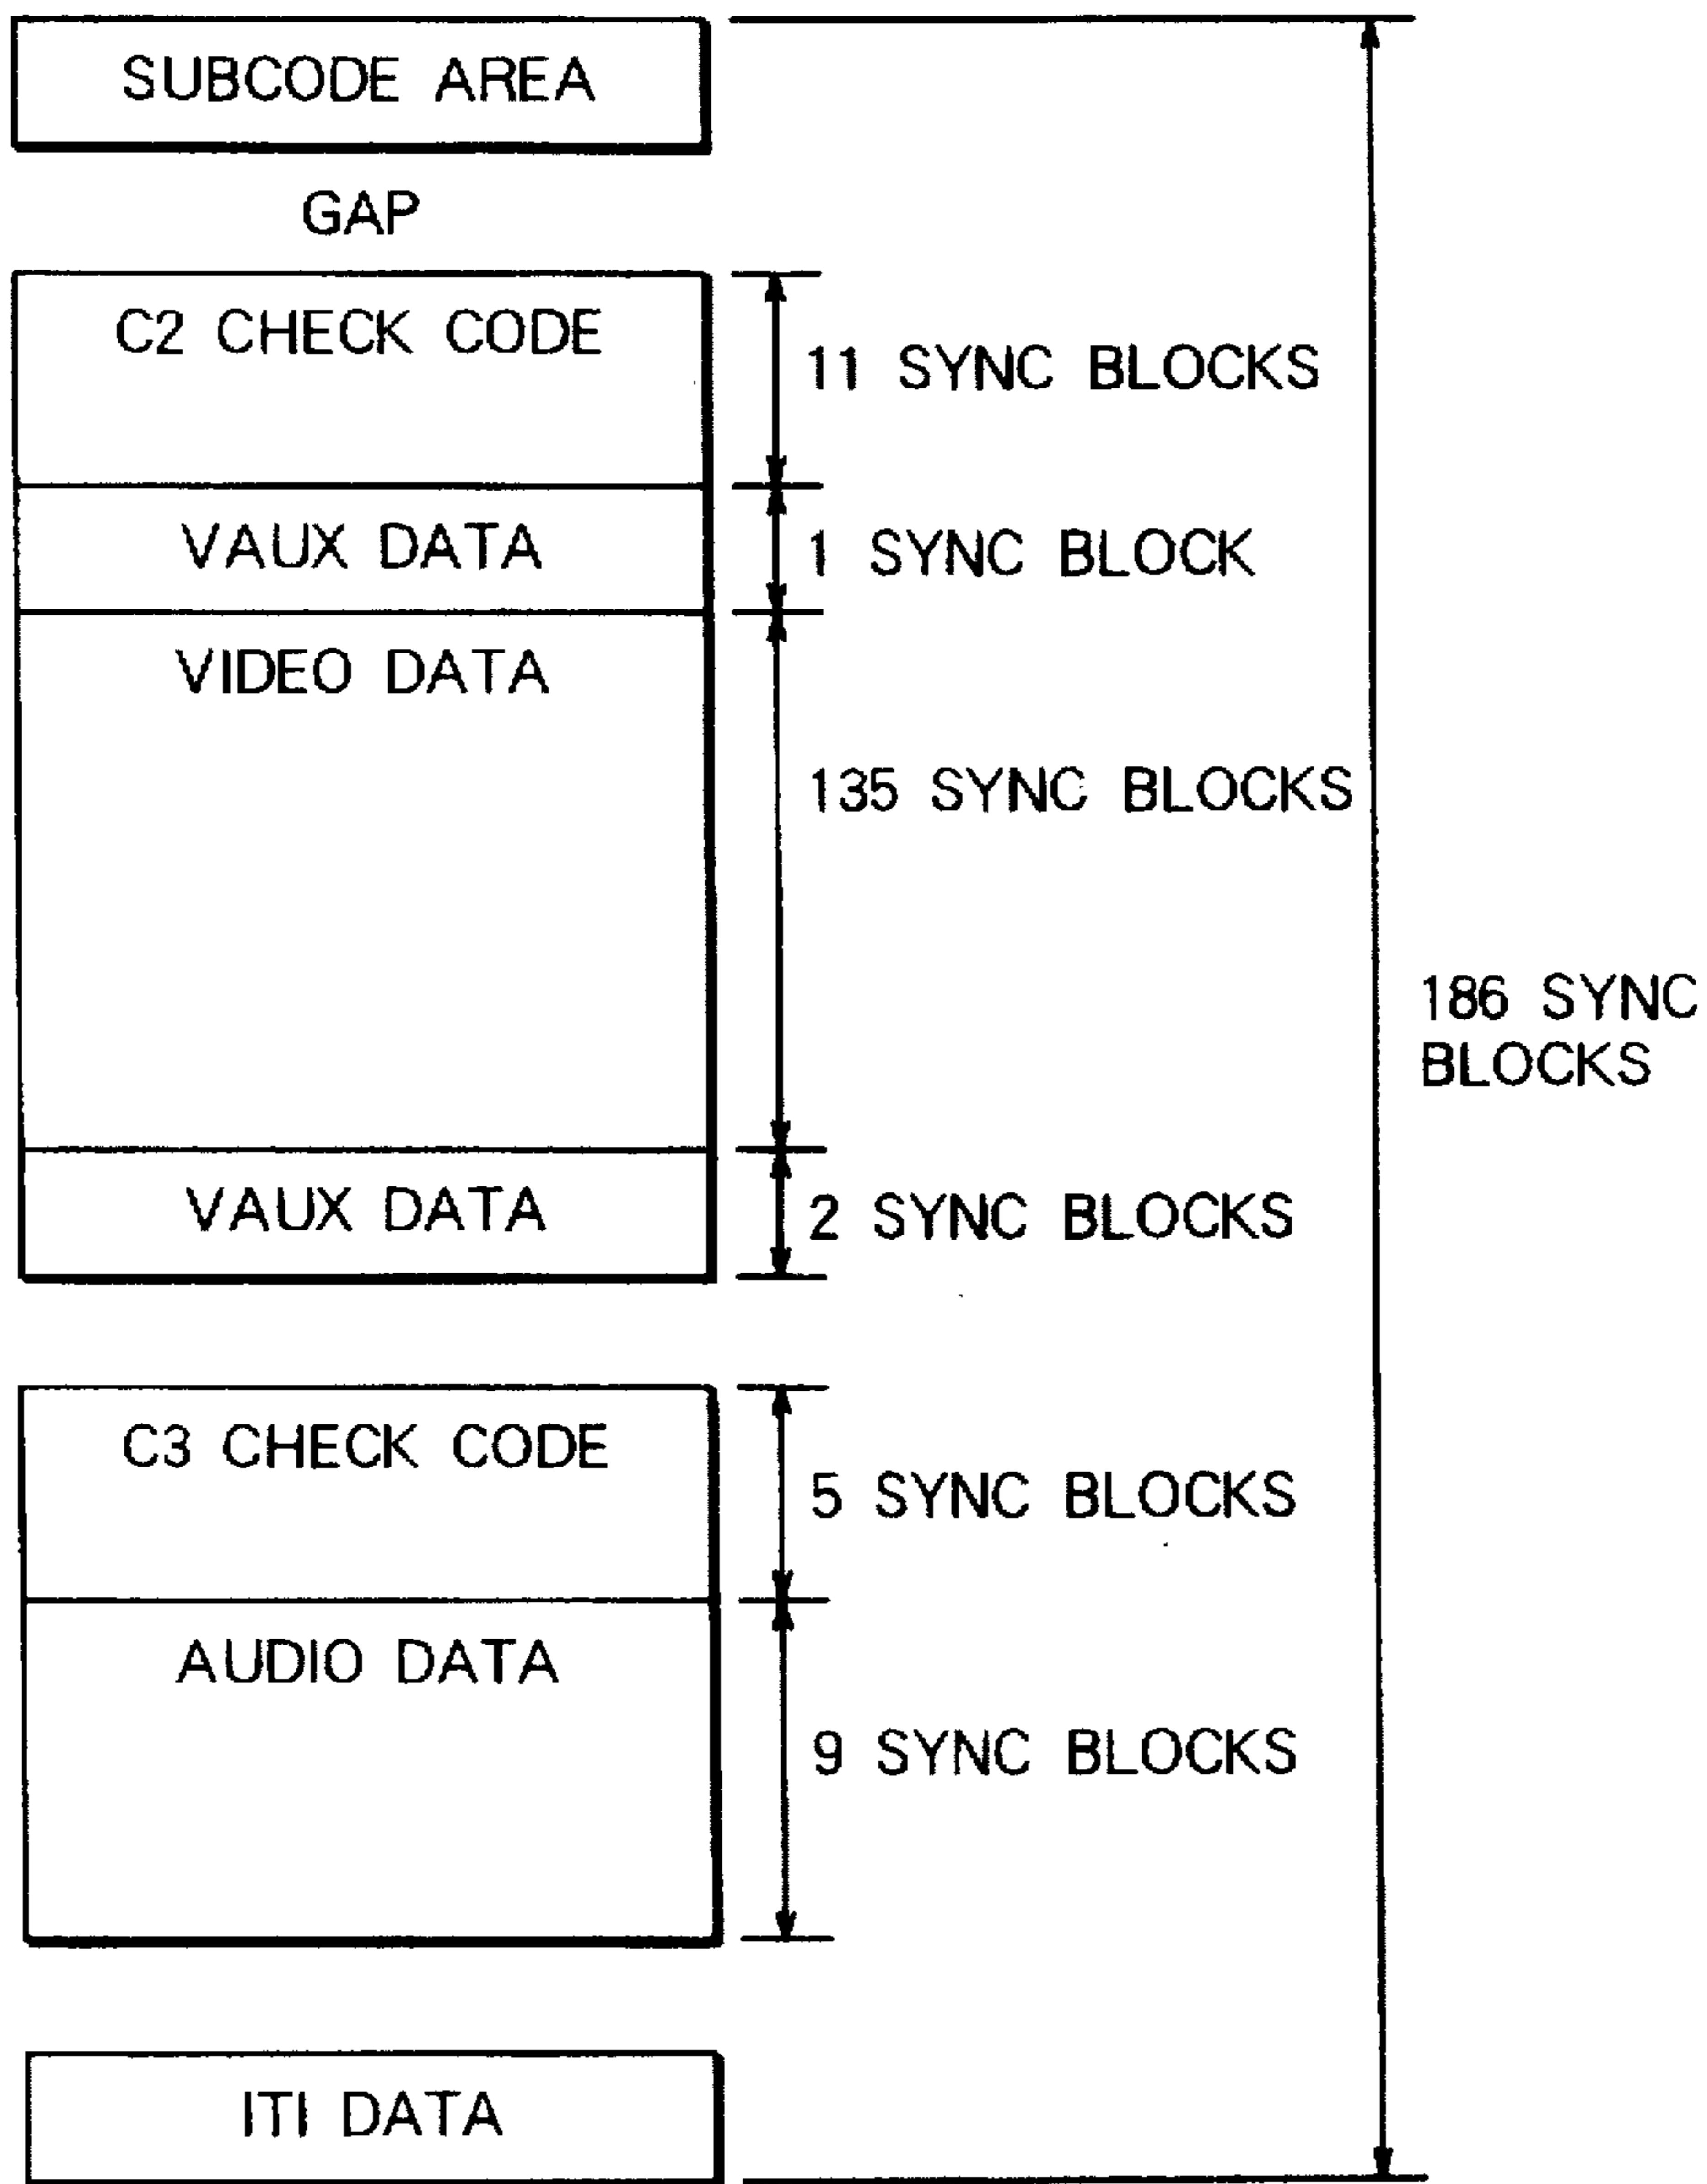 SUBCODE AREA
GAP
C2 CHECK CODE
11 SYNC BLOCKS
VAUX DATA
1 SYNC BLOCK
VIDEO DATA
135 SYNC BLOCKS
186 SYNC
BLOCKS
VAUX DATA
2 SYNC BLOCKS
C3 CHECK CODE
5 SYNC BLOCKS
AUDIO DATA
9 SYNC BLOCKS
ITI DATA